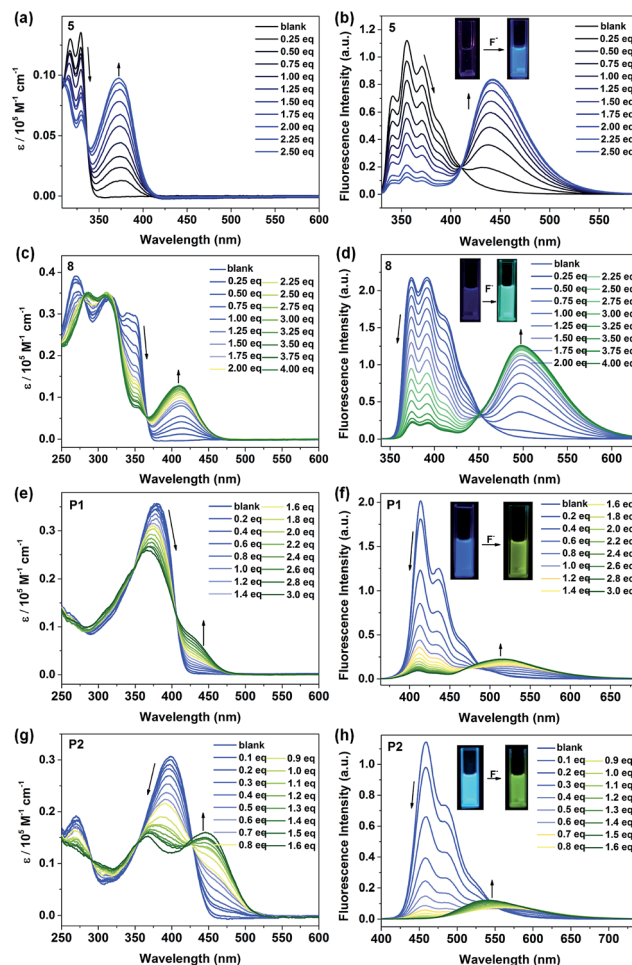 (a)
5
blank
0.25 eq
0.50 eq
0.75 eq
1.00 eq
1.25 eq
1.50 eq
1.75 eq
2.00 eq
2.25 eq
2.50 eq
ε / 10⁵ M⁻¹ cm⁻¹
0.10
0.05
0.00
350 400 450 500 550 600
Wavelength (nm)
(b)
5
F⁻
blank
0.25 eq
0.50 eq
0.75 eq
1.00 eq
1.25 eq
1.50 eq
1.75 eq
2.00 eq
2.25 eq
2.50 eq
Fluorescence Intensity (a.u.)
1.2
1.0
0.8
0.6
0.4
0.2
0.0
350 400 450 500 550
Wavelength (nm)
(c)
8
blank
0.25 eq 2.25 eq
0.50 eq 2.50 eq
0.75 eq 2.75 eq
1.00 eq 3.00 eq
1.25 eq 3.25 eq
1.50 eq 3.50 eq
1.75 eq 3.75 eq
2.00 eq 4.00 eq
ε / 10⁵ M⁻¹ cm⁻¹
0.4
0.3
0.2
0.1
0.0
250 300 350 400 450 500 550 600
Wavelength (nm)
(d)
8
F⁻
blank
0.25 eq 2.25 eq
0.50 eq 2.50 eq
0.75 eq 2.75 eq
1.00 eq 3.00 eq
1.25 eq 3.25 eq
1.50 eq 3.50 eq
1.75 eq 3.75 eq
2.00 eq 4.00 eq
Fluorescence Intensity (a.u.)
2.5
2.0
1.5
1.0
0.5
0.0
350 400 450 500 550 600
Wavelength (nm)
(e)
P1
blank 1.6 eq
0.2 eq 1.8 eq
0.4 eq 2.0 eq
0.6 eq 2.2 eq
0.8 eq 2.4 eq
1.0 eq 2.6 eq
1.2 eq 2.8 eq
1.4 eq 3.0 eq
ε / 10⁵ M⁻¹ cm⁻¹
0.3
0.2
0.1
0.0
250 300 350 400 450 500 550 600
Wavelength (nm)
(f)
P1
F⁻
blank 1.6 eq
0.2 eq 1.8 eq
0.4 eq 2.0 eq
0.6 eq 2.2 eq
0.8 eq 2.4 eq
1.0 eq 2.6 eq
1.2 eq 2.8 eq
1.4 eq 3.0 eq
Fluorescence Intensity (a.u.)
2.0
1.5
1.0
0.5
0.0
400 450 500 550 600 650
Wavelength (nm)
(g)
P2
blank
0.1 eq 0.9 eq
0.2 eq 1.0 eq
0.3 eq 1.1 eq
0.4 eq 1.2 eq
0.5 eq 1.3 eq
0.6 eq 1.4 eq
0.7 eq 1.5 eq
0.8 eq 1.6 eq
ε / 10⁵ M⁻¹ cm⁻¹
0.3
0.2
0.1
0.0
250 300 350 400 450 500 550 600
Wavelength (nm)
(h)
P2
F⁻
blank
0.1 eq 0.9 eq
0.2 eq 1.0 eq
0.3 eq 1.1 eq
0.4 eq 1.2 eq
0.5 eq 1.3 eq
0.6 eq 1.4 eq
0.7 eq 1.5 eq
0.8 eq 1.6 eq
Fluorescence Intensity (a.u.)
1.2
1.0
0.8
0.6
0.4
0.2
0.0
400 450 500 550 600 650 700
Wavelength (nm)